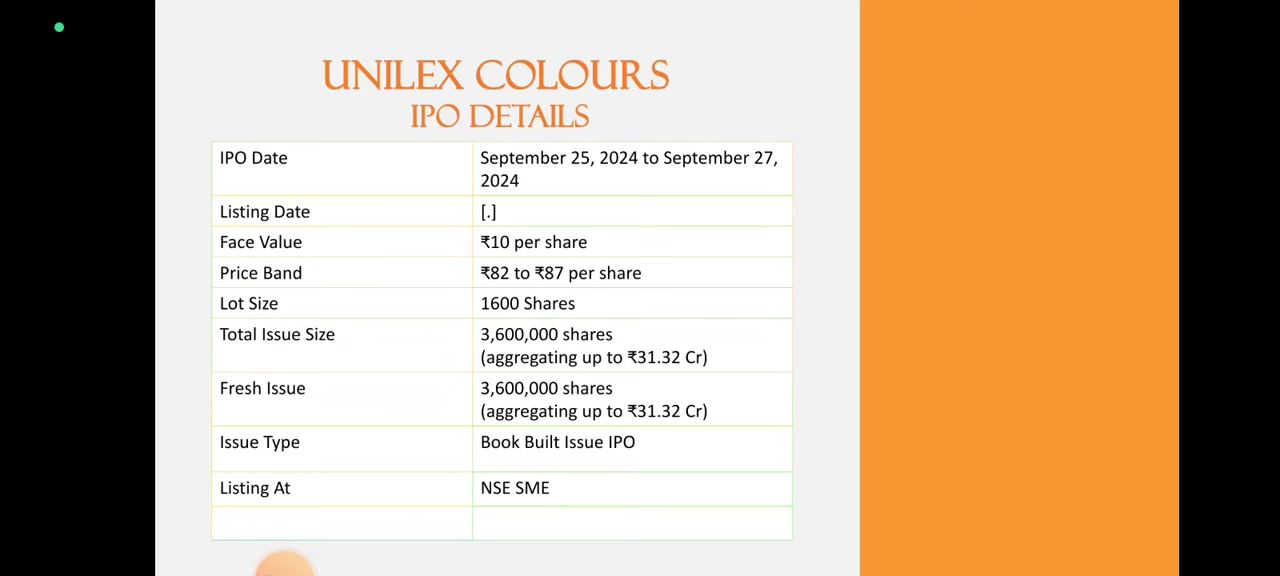 UNILEX COLOURS
IPO DETAILS
IPO Date
September 25, 2024 to September 27,
2024
Listing Date
[.]
Face Value
₹10 per share
Price Band
₹82 to ₹87 per share
Lot Size
1600 Shares
Total Issue Size
3,600,000 shares
(aggregating up to ₹31.32 Cr)
Fresh Issue
3,600,000 shares
(aggregating up to ₹31.32 Cr)
Issue Type
Book Built Issue IPO
Listing At
NSE SME